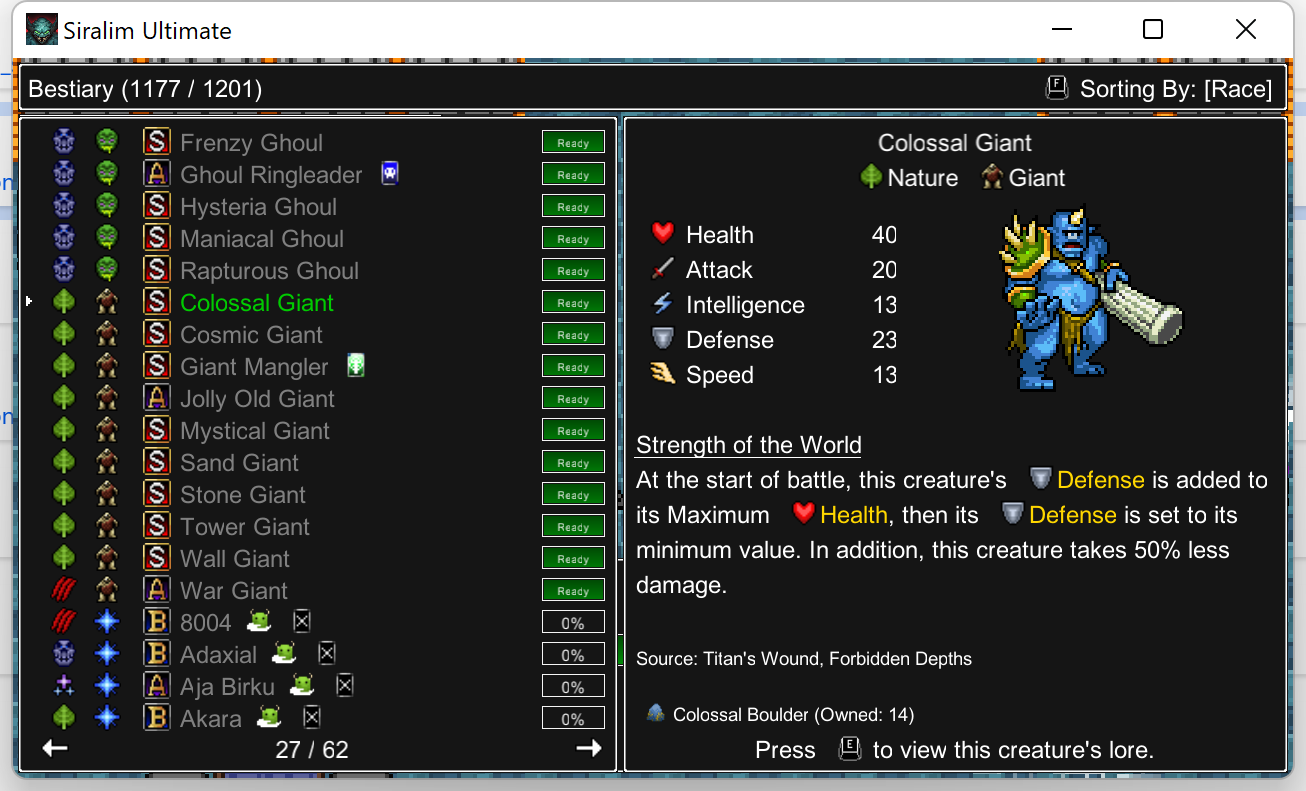 Siralim Ultimate
Bestiary (1177 / 1201)
F Sorting By: [Race]
S Frenzy Ghoul Ready
A Ghoul Ringleader Ready
S Hysteria Ghoul Ready
S Maniacal Ghoul Ready
S Rapturous Ghoul Ready
S Colossal Giant Ready
S Cosmic Giant Ready
S Giant Mangler Ready
A Jolly Old Giant Ready
S Mystical Giant Ready
S Sand Giant Ready
S Stone Giant Ready
S Tower Giant Ready
S Wall Giant Ready
A War Giant Ready
B 8004 0%
B Adaxial 0%
A Aja Birku 0%
B Akara 0%
27 / 62
Colossal Giant
Nature Giant
Health 40
Attack 20
Intelligence 13
Defense 23
Speed 13
Strength of the World
At the start of battle, this creature's Defense is added to
its Maximum Health, then its Defense is set to its
minimum value. In addition, this creature takes 50% less
damage.
Source: Titan's Wound, Forbidden Depths
Colossal Boulder (Owned: 14)
Press E to view this creature's lore.